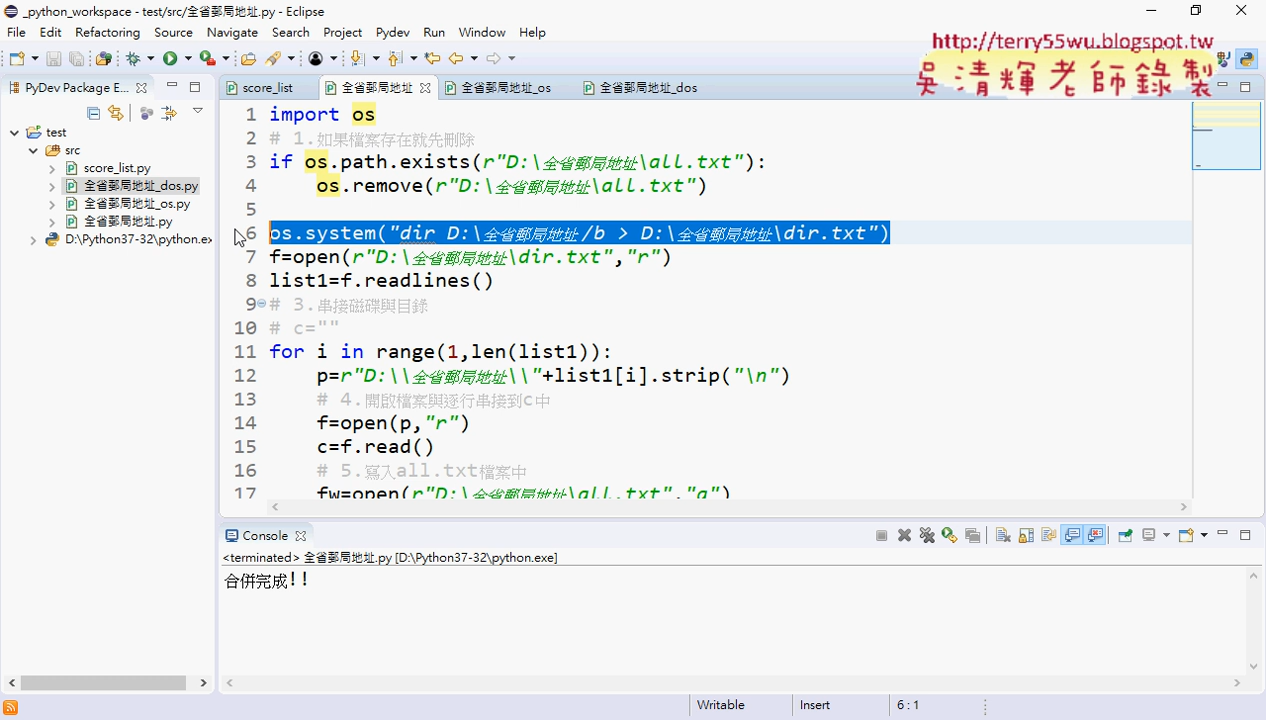 _python_workspace - test/src/全省郵局地址.py - Eclipse
File Edit Refactoring Source Navigate Search Project Pydev Run Window Help
http://terry55wu.blogspot.tw
吳清輝老師錄製
PyDev Package E...
score_list
全省郵局地址
全省郵局地址_os
全省郵局地址_dos
test
src
score_list.py
全省郵局地址_dos.py
全省郵局地址_os.py
全省郵局地址.py
D:\Python37-32\python.ex
1 import os
2 # 1.如果檔案存在就先刪除
3 if os.path.exists(r"D:\全省郵局地址\all.txt"):
4 os.remove(r"D:\全省郵局地址\all.txt")
5
6 os.system("dir D:\全省郵局地址/b > D:\全省郵局地址\dir.txt")
7 f=open(r"D:\全省郵局地址\dir.txt","r")
8 list1=f.readlines()
9 # 3.串接磁碟與目錄
10 # c=""
11 for i in range(1,len(list1)):
12 p=r"D:\\全省郵局地址\\"+list1[i].strip("\n")
13 # 4.開啟檔案與逐行串接到c中
14 f=open(p,"r")
15 c=f.read()
16 # 5.寫入all.txt檔案中
17 fw=open(r"D:\全省郵局地址\all.txt","a")
Console
<terminated> 全省郵局地址.py [D:\Python37-32\python.exe]
合併完成!!
Writable Insert 6 : 1